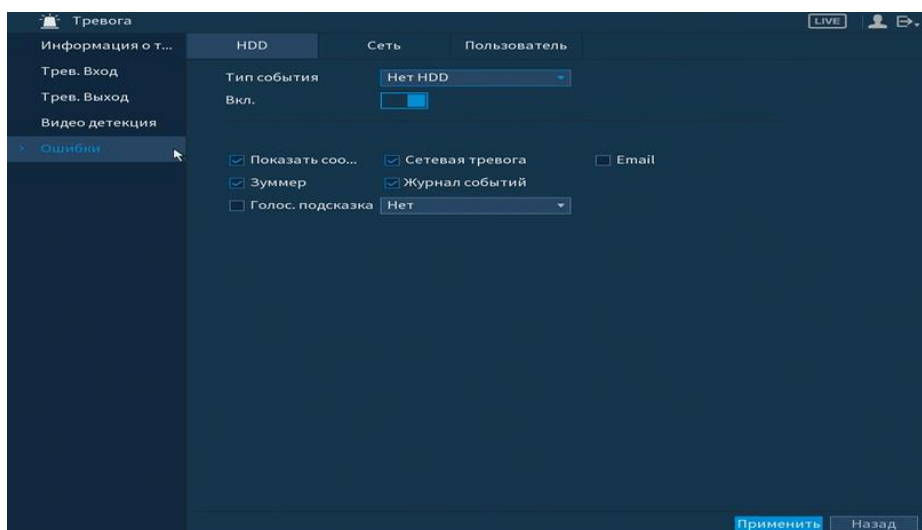 Тревога
LIVE
Информация о т...
Трев. Вход
Трев. Выход
Видео детекция
Ошибки
HDD
Сеть
Пользователь
Тип события
Нет HDD
Вкл.
Показать соо...
Сетевая тревога
Email
Зуммер
Журнал событий
Голос. подсказка
Нет
Применить
Назад